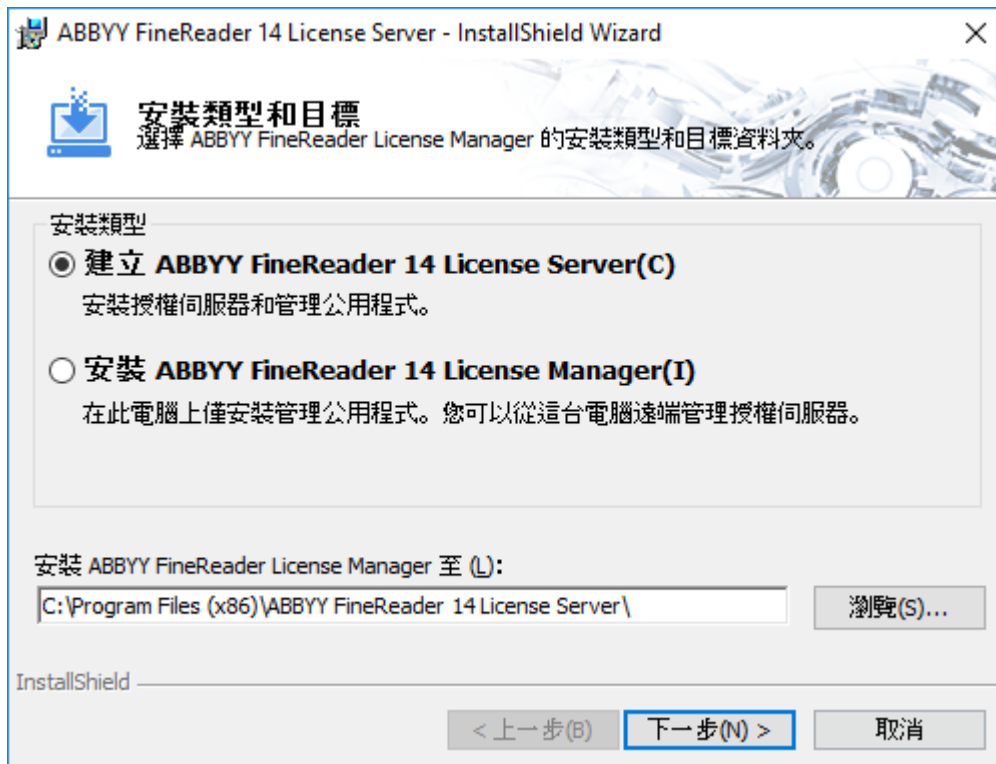 ABBYY FineReader 14 License Server - InstallShield Wizard
安裝類型和目標
選擇 ABBYY FineReader License Manager 的安裝類型和目標資料夾。
安裝類型
建立 ABBYY FineReader 14 License Server(C)
安裝授權伺服器和管理公用程式。
安裝 ABBYY FineReader 14 License Manager(I)
在此電腦上僅安裝管理公用程式。您可以從這台電腦遠端管理授權伺服器。
安裝 ABBYY FineReader License Manager 至 (L):
C:\Program Files (x86)\ABBYY FineReader 14 License Server\
瀏覽(S)...
InstallShield
< 上一步(B)
下一步(N) >
取消